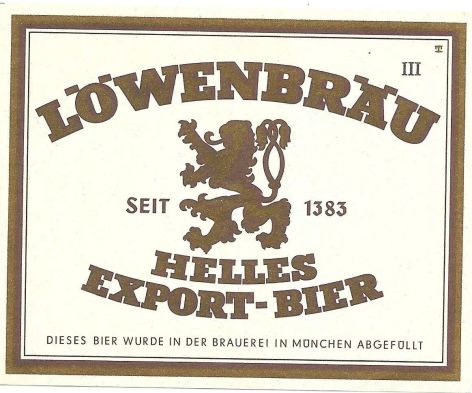 III
LÖWENBRÄU
SEIT 1383
HELLES
EXPORT-BIER
DIESES BIER WURDE IN DER BRAUEREI IN MÜNCHEN ABGEFÜLLT